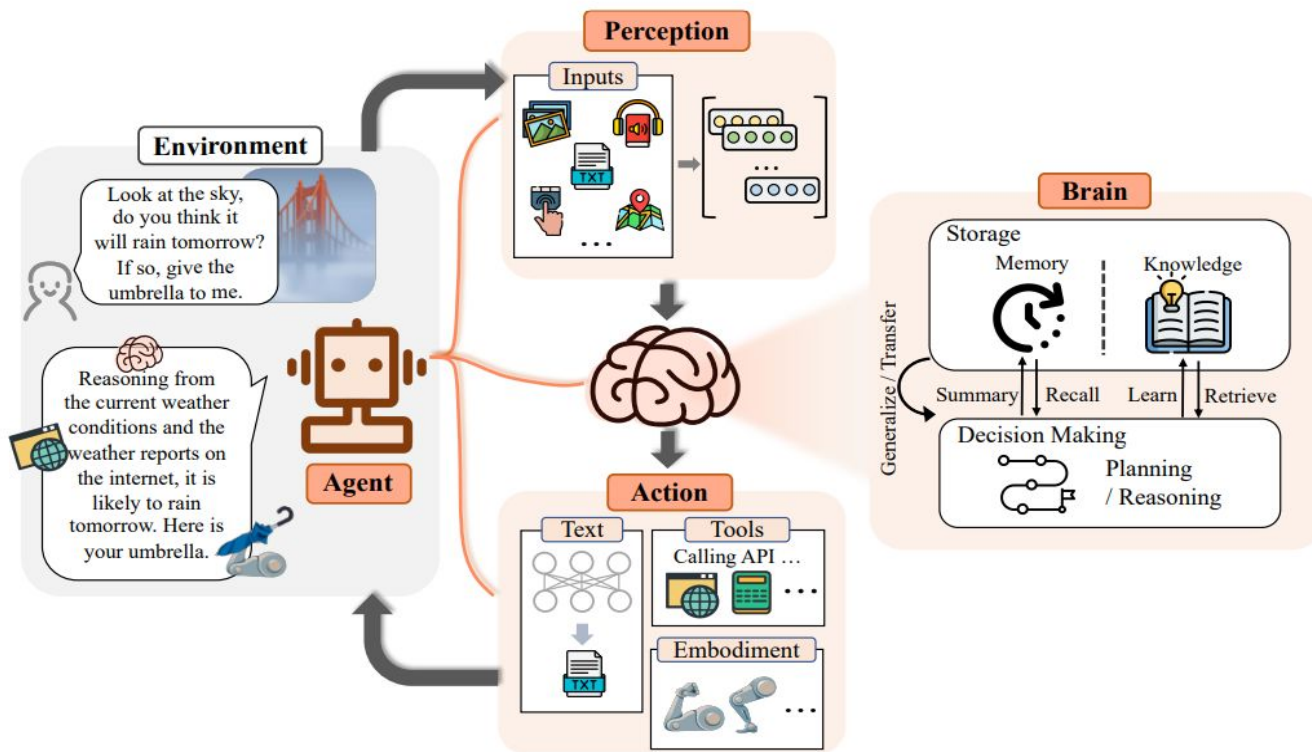 Environment
Look at the sky,
do you think it
will rain tomorrow?
If so, give the
umbrella to me.
Reasoning from
the current weather
conditions and the
weather reports on
the internet, it is
likely to rain
tomorrow. Here is
your umbrella.
Agent
Perception
Inputs
TXT
...
...
Action
Text
TXT
Tools
Calling API ...
...
Embodiment
...
Brain
Storage
Memory
Knowledge
Generalize / Transfer
Summary
Recall
Learn
Retrieve
Decision Making
Planning
/ Reasoning